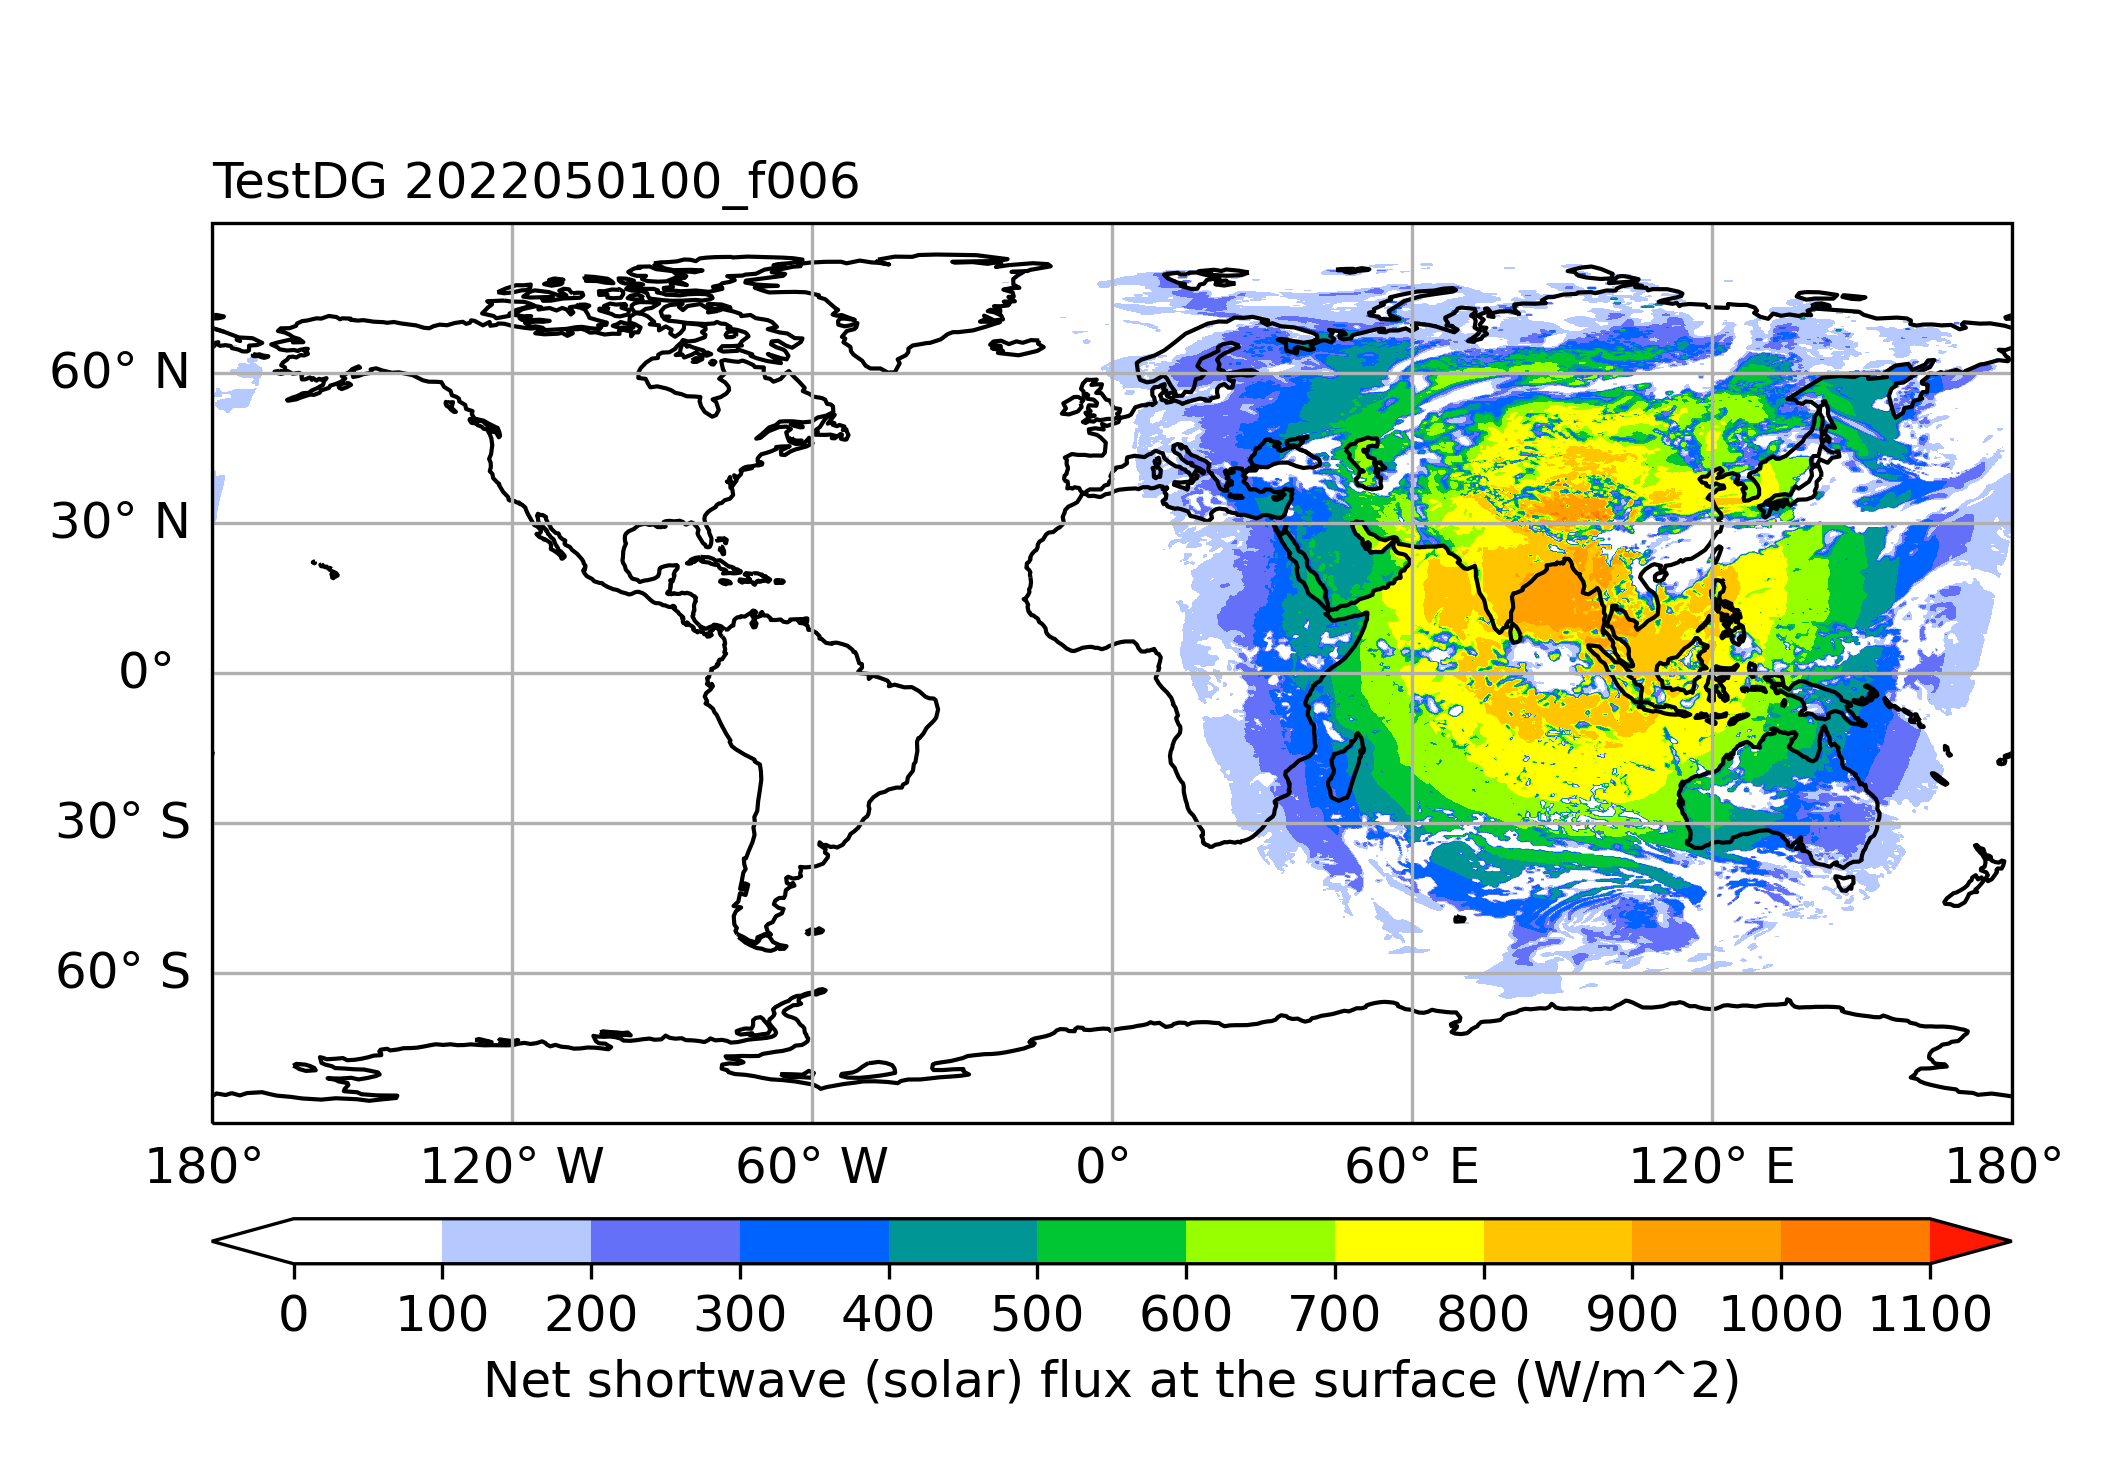 TestDG 2022050100_f006
60° N
30° N
0°
30° S
60° S
180° 120° W 60° W 0° 60° E 120° E 180°
0 100 200 300 400 500 600 700 800 900 1000 1100
Net shortwave (solar) flux at the surface (W/m^2)